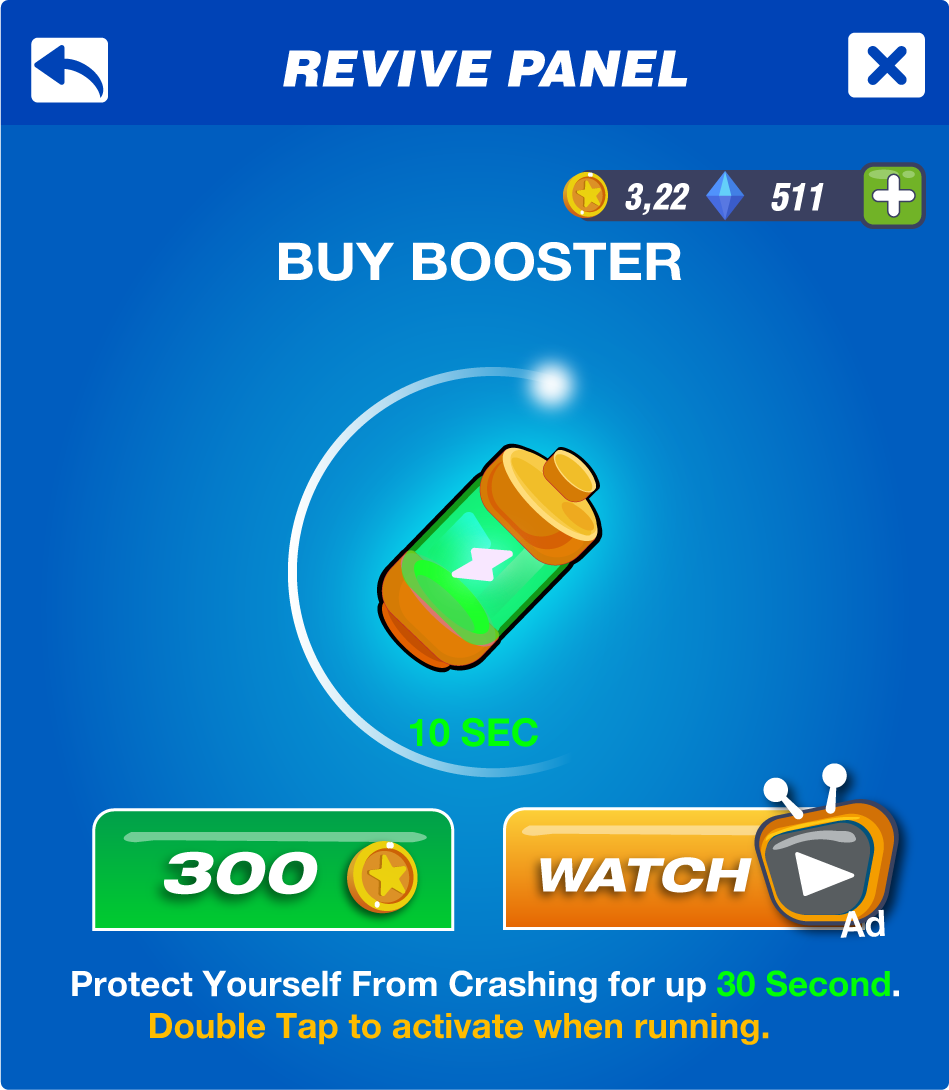 REVIVE PANEL
3,22 511
BUY BOOSTER
10 SEC
300
WATCH
Ad
Protect Yourself From Crashing for up 30 Second.
Double Tap to activate when running.